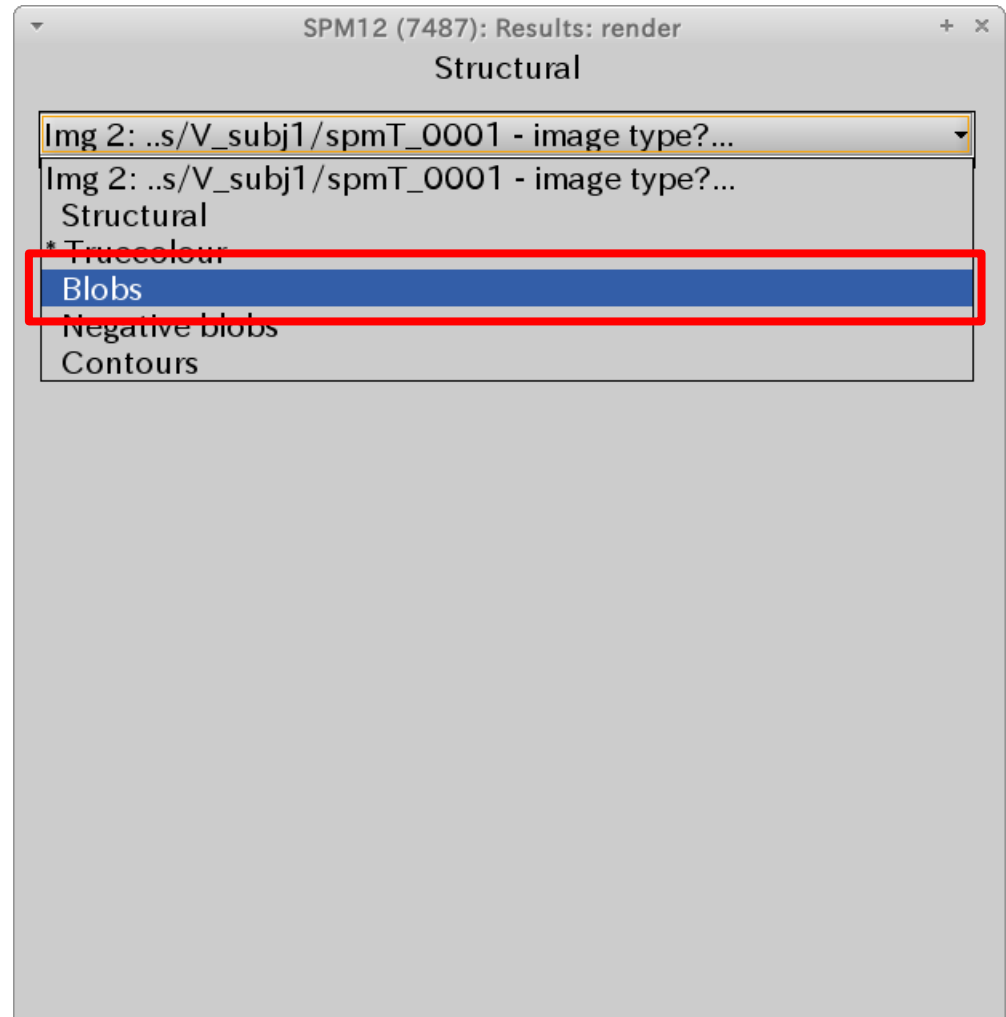 SPM12 (7487): Results: render
Structural
Img 2: ..s/V_subj1/spmT_0001 - image type?...
Img 2: ..s/V_subj1/spmT_0001 - image type?...
Structural
* Truecolour
Blobs
Negative blobs
Contours